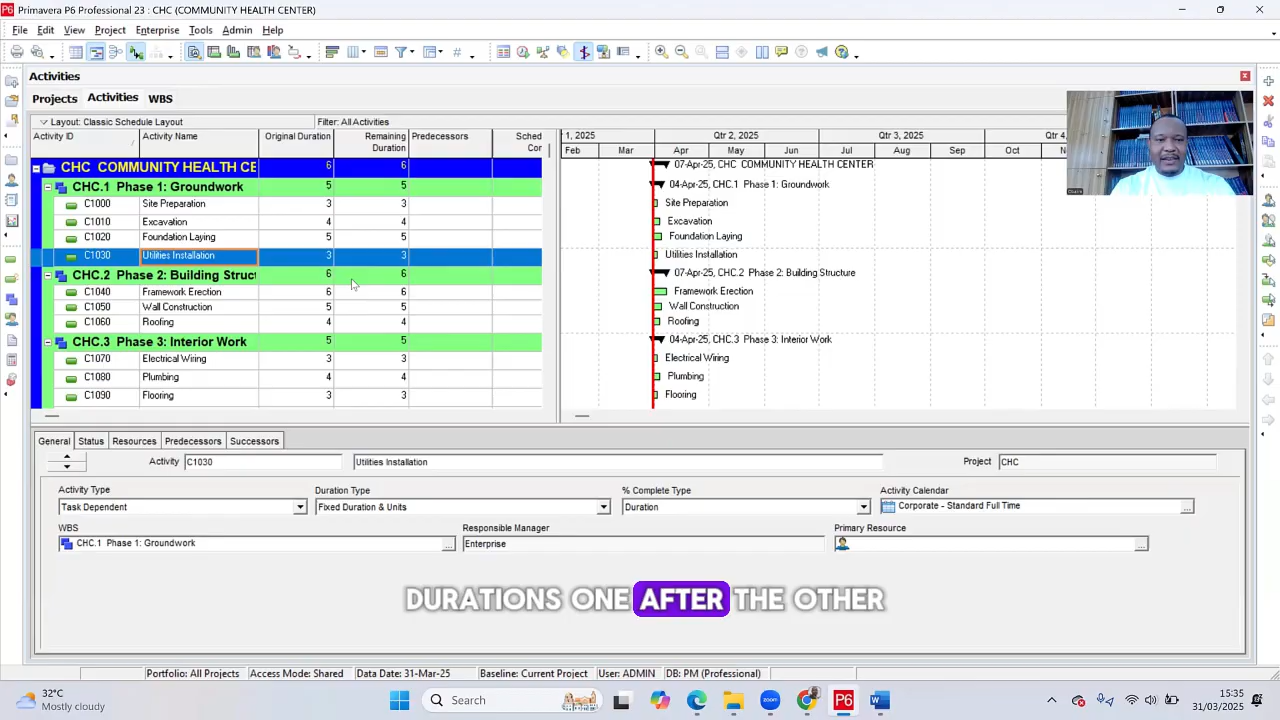 Primavera P6 Professional 23 : CHC (COMMUNITY HEALTH CENTER)
File Edit View Project Enterprise Tools Admin Help
Activities
Projects Activities WBS
Layout: Classic Schedule Layout Filter: All Activities
Activity ID Activity Name Original Duration Remaining Duration Predecessors Sched Cor
1, 2025 Qtr 2, 2025 Qtr 3, 2025 Qtr 4
Feb Mar Apr May Jun Jul Aug Sep Oct
CHC COMMUNITY HEALTH CE 6 6 07-Apr-25, CHC COMMUNITY HEALTH CENTER
CHC.1 Phase 1: Groundwork 5 5 04-Apr-25, CHC.1 Phase 1: Groundwork
C1000 Site Preparation 3 3 Site Preparation
C1010 Excavation 4 4 Excavation
C1020 Foundation Laying 5 5 Foundation Laying
C1030 Utilities Installation 3 3 Utilities Installation
CHC.2 Phase 2: Building Struct 6 6 07-Apr-25, CHC.2 Phase 2: Building Structure
C1040 Framework Erection 6 6 Framework Erection
C1050 Wall Construction 5 5 Wall Construction
C1060 Roofing 4 4 Roofing
CHC.3 Phase 3: Interior Work 5 5 04-Apr-25, CHC.3 Phase 3: Interior Work
C1070 Electrical Wiring 3 3 Electrical Wiring
C1080 Plumbing 4 4 Plumbing
C1090 Flooring 3 3 Flooring
General Status Resources Predecessors Successors
Activity C1030 Utilities Installation Project CHC
Activity Type Duration Type % Complete Type Activity Calendar
Task Dependent Fixed Duration & Units Duration Corporate - Standard Full Time
WBS Responsible Manager Primary Resource
CHC.1 Phase 1: Groundwork Enterprise
DURATIONS ONE AFTER THE OTHER
Portfolio: All Projects Access Mode: Shared Data Date: 31-Mar-25 Baseline: Current Project User: ADMIN DB: PM (Professional)
32°C
Mostly cloudy
Search
15:35
31/03/2025